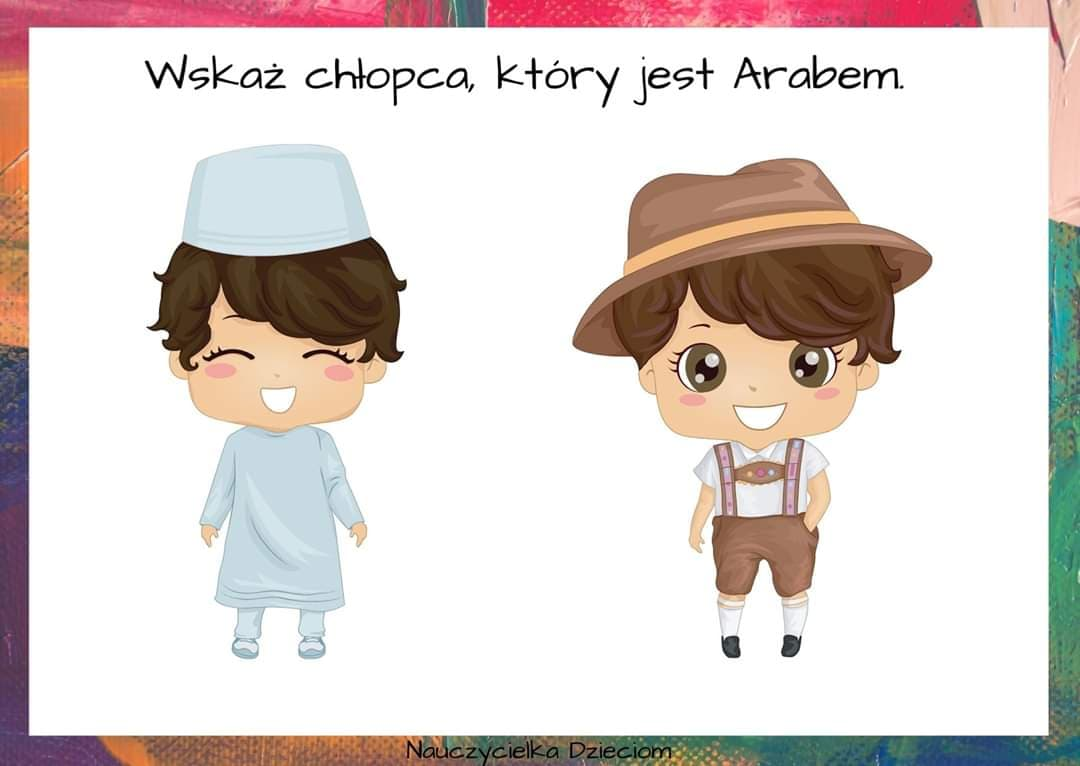 Wskaż chłopca, który jest Arabem.
Nauczycielka Dzieciom